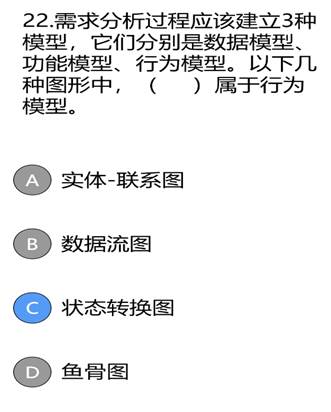 22.需求分析过程应该建立3种
模型，它们分别是数据模型、
功能模型、行为模型。以下几
种图形中，（ ）属于行为
模型。
A 实体-联系图
B 数据流图
C 状态转换图
D 鱼骨图